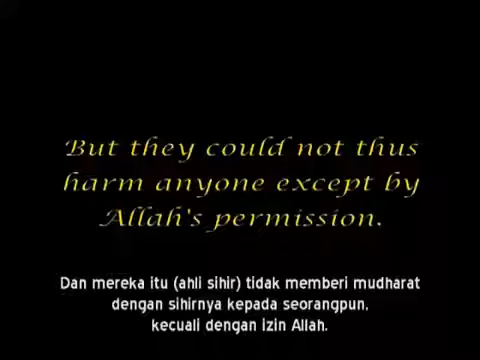 But they could not thus
harm anyone except by
Allah's permission.
Dan mereka itu (ahli sihir) tidak memberi mudharat
dengan sihirnya kepada seorangpun,
kecuali dengan izin Allah.